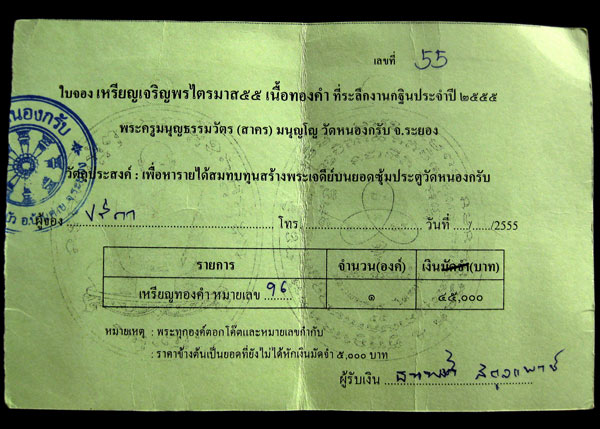 เลขที่ 55
ใบจอง เหรียญเจริญพรไตรมาส๕๕ เนื้อทองคำ ที่ระลึกงานกฐินประจำปี ๒๕๕๕
พระครูมนูญธรรมวัตร (สาคร) มนุญฺโญ วัดหนองกรับ จ.ระยอง
วัตถุประสงค์ : เพื่อหารายได้สมทบทุนสร้างพระเจดีย์บนยอดซุ้มประตูวัดหนองกรับ
ผู้จอง ปรีดา โทร. วันที่ ..../..../2555
รายการ จำนวน(องค์) เงินมัดจำ(บาท)
เหรียญทองคำ หมายเลข 96 ๑ ๔๕,๐๐๐
หมายเหตุ : พระทุกองค์ตอกโค๊ตและหมายเลขกำกับ
: ราคาข้างต้นเป็นยอดที่ยังไม่ได้หักเงินมัดจำ ๕,๐๐๐ บาท
ผู้รับเงิน
หนองกรับ